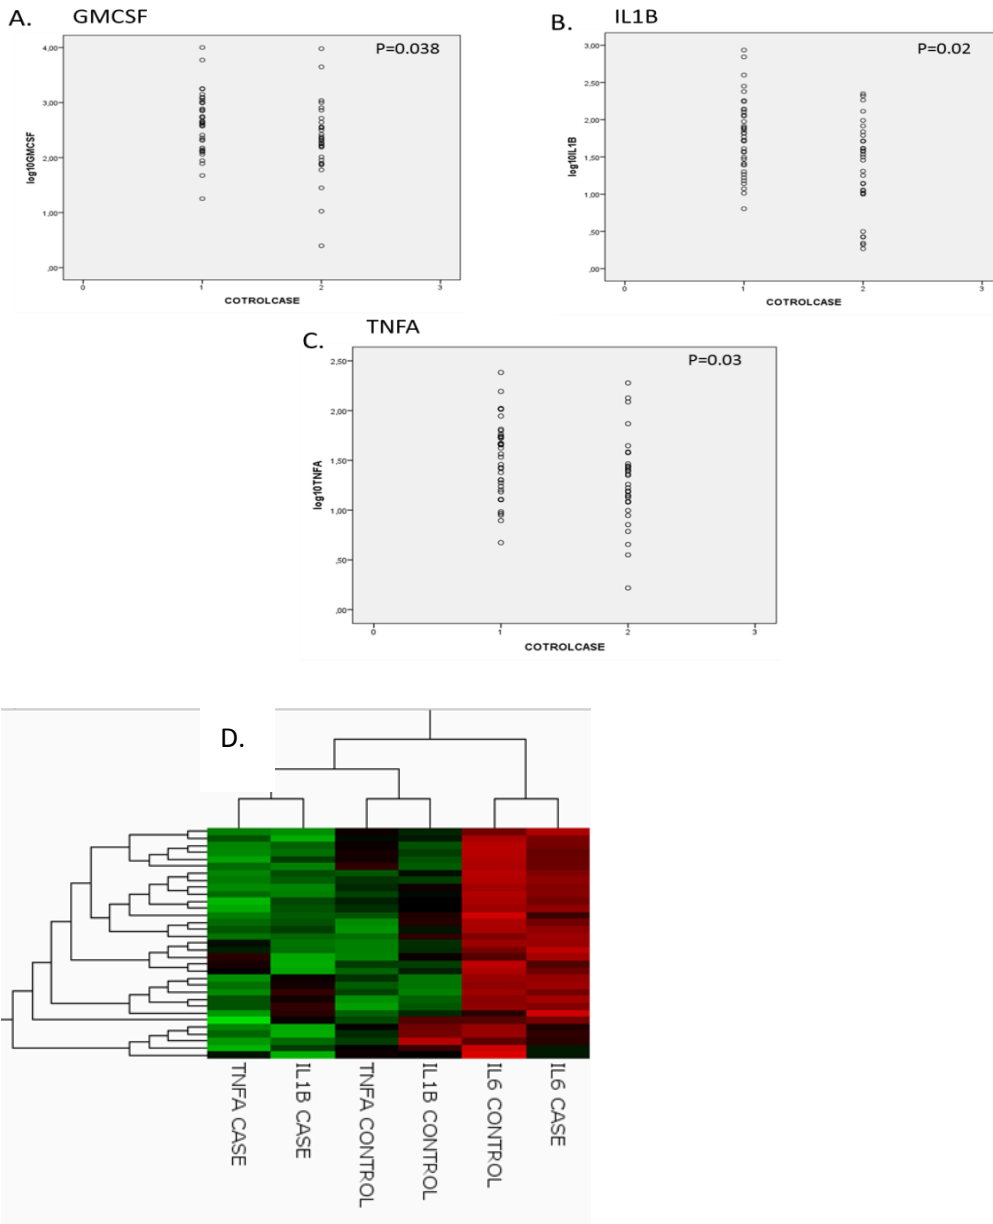 A. GMCSF
P=0.038
4,00
3,00
2,00
1,00
,00
log10GMCSF
0 1 2 3
COTROLCASE
B. IL1B
P=0.02
3,00
2,50
2,00
1,50
1,00
,50
,00
log10IL1B
0 1 2 3
COTROLCASE
C. TNFA
P=0.03
2,50
2,00
1,50
1,00
,50
,00
log10TNFA
0 1 2 3
COTROLCASE
D.
TNFA CASE
IL1B CASE
TNFA CONTROL
IL1B CONTROL
IL6 CONTROL
IL6 CASE